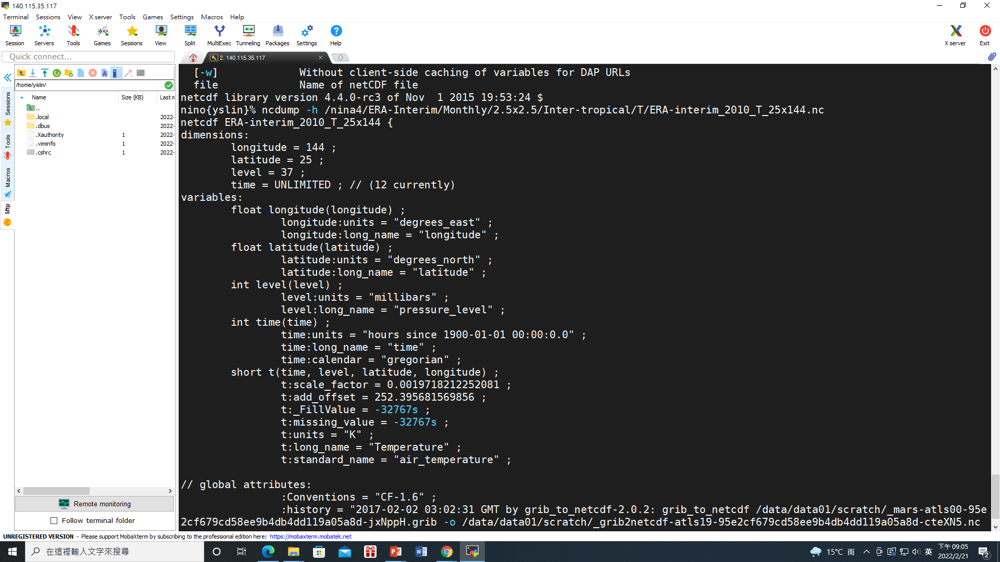 140.115.35.117
Terminal Sessions View X server Tools Games Settings Macros Help
Session Servers Tools Games Sessions View Split MultiExec Tunneling Packages Settings Help X server Exit
Quick connect...
2. 140.115.35.117
/home/yslin/
Name Size (KB) Last m
..
.local 2022-
.dbus 2022-
.Xauthority 1 2022-
.viminfo 1 2022-
.cshrc 1 2022-
Sessions
Tools
Macros
Sftp
Remote monitoring
Follow terminal folder
[-w] Without client-side caching of variables for DAP URLs
file Name of netCDF file
netcdf library version 4.4.0-rc3 of Nov  1 2015 19:53:24 $
nino{yslin}% ncdump -h /nina4/ERA-Interim/Monthly/2.5x2.5/Inter-tropical/T/ERA-interim_2010_T_25x144.nc
netcdf ERA-interim_2010_T_25x144 {
dimensions:
longitude = 144 ;
latitude = 25 ;
level = 37 ;
time = UNLIMITED ; // (12 currently)
variables:
float longitude(longitude) ;
longitude:units = "degrees_east" ;
longitude:long_name = "longitude" ;
float latitude(latitude) ;
latitude:units = "degrees_north" ;
latitude:long_name = "latitude" ;
int level(level) ;
level:units = "millibars" ;
level:long_name = "pressure_level" ;
int time(time) ;
time:units = "hours since 1900-01-01 00:00:0.0" ;
time:long_name = "time" ;
time:calendar = "gregorian" ;
short t(time, level, latitude, longitude) ;
t:scale_factor = 0.0019718212252081 ;
t:add_offset = 252.395681569856 ;
t:_FillValue = -32767s ;
t:missing_value = -32767s ;
t:units = "K" ;
t:long_name = "Temperature" ;
t:standard_name = "air_temperature" ;
// global attributes:
:Conventions = "CF-1.6" ;
:history = "2017-02-02 03:02:31 GMT by grib_to_netcdf-2.0.2: grib_to_netcdf /data/data01/scratch/_mars-atls00-95e
2cf679cd58ee9b4db4dd119a05a8d-jxNppH.grib -o /data/data01/scratch/_grib2netcdf-atls19-95e2cf679cd58ee9b4db4dd119a05a8d-cteXN5.nc
UNREGISTERED VERSION - Please support MobaXterm by subscribing to the professional edition here: https://mobaxterm.mobatek.net
在這裡輸入文字來搜尋
15°C 雨
英
下午 09:05
2022/2/21
2